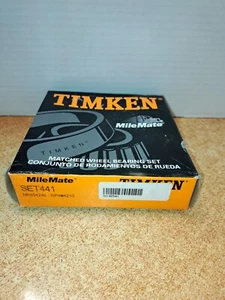 TIMKEN
MileMate
MATCHED WHEEL BEARING SET
CONJUNTO DE RODAMIENTOS DE RUEDA
MileMate
SET441
TIMKEN